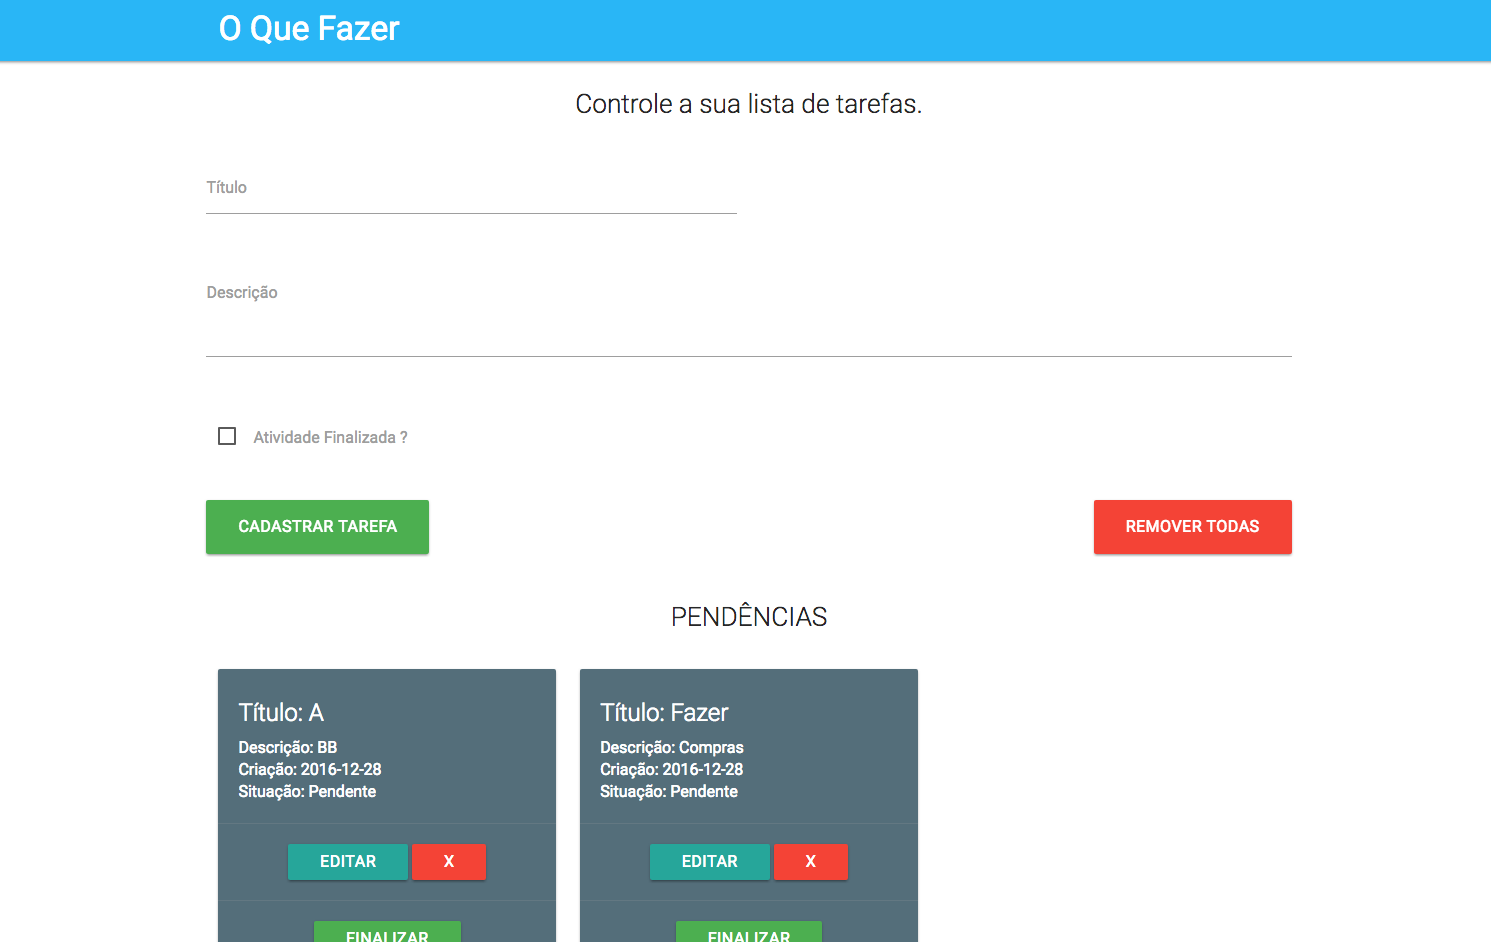 O Que Fazer
Controle a sua lista de tarefas.
Título
Descrição
Atividade Finalizada ?
CADASTRAR TAREFA
REMOVER TODAS
PENDÊNCIAS
Título: A
Descrição: BB
Criação: 2016-12-28
Situação: Pendente
EDITAR X
FINALIZAR
Título: Fazer
Descrição: Compras
Criação: 2016-12-28
Situação: Pendente
EDITAR X
FINALIZAR